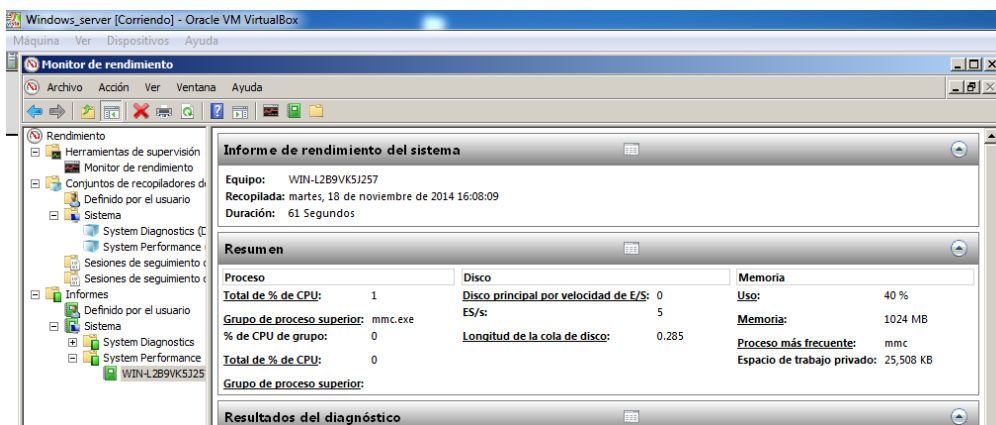 Windows_server [Corriendo] - Oracle VM VirtualBox
Máquina Ver Dispositivos Ayuda
Monitor de rendimiento
Archivo Acción Ver Ventana Ayuda
Rendimiento
Herramientas de supervisión
Monitor de rendimiento
Conjuntos de recopiladores d
Definido por el usuario
Sistema
System Diagnostics (D
System Performance
Sesiones de seguimiento
Sesiones de seguimiento
Informes
Definido por el usuario
Sistema
System Diagnostics
System Performance
WIN-L2B9VK5J25
Informe de rendimiento del sistema
Equipo: WIN-L2B9VK5J257
Recopilada: martes, 18 de noviembre de 2014 16:08:09
Duración: 61 Segundos
Resumen
Proceso
Total de % de CPU: 1
Grupo de proceso superior: mmc.exe
% de CPU de grupo: 0
Total de % de CPU: 0
Grupo de proceso superior:
Disco
Disco principal por velocidad de E/S: 0
ES/s: 5
Longitud de la cola de disco: 0.285
Memoria
Uso: 40 %
Memoria: 1024 MB
Proceso más frecuente: mmc
Espacio de trabajo privado: 25,508 KB
Resultados del diagnóstico